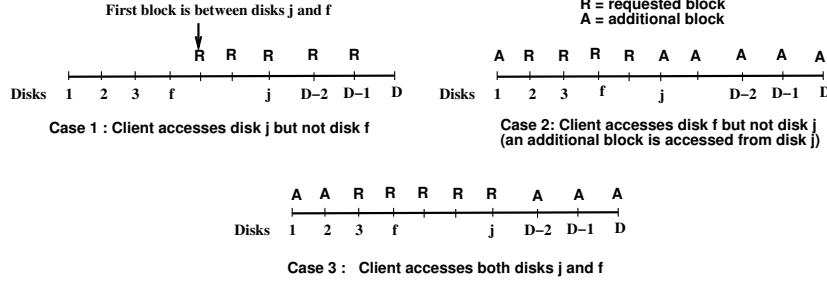 First block is between disks j and f
R R R R R
Disks 1 2 3 f j D−2 D−1 D
Case 1 : Client accesses disk j but not disk f
R = requested block
A = additional block
A R R R R A A A A A
Disks 1 2 3 f j D−2 D−1 D
Case 2: Client accesses disk f but not disk j
(an additional block is accessed from disk j)
A A R R R R R R A A A
Disks 1 2 3 f j D−2 D−1 D
Case 3 : Client accesses both disks j and f